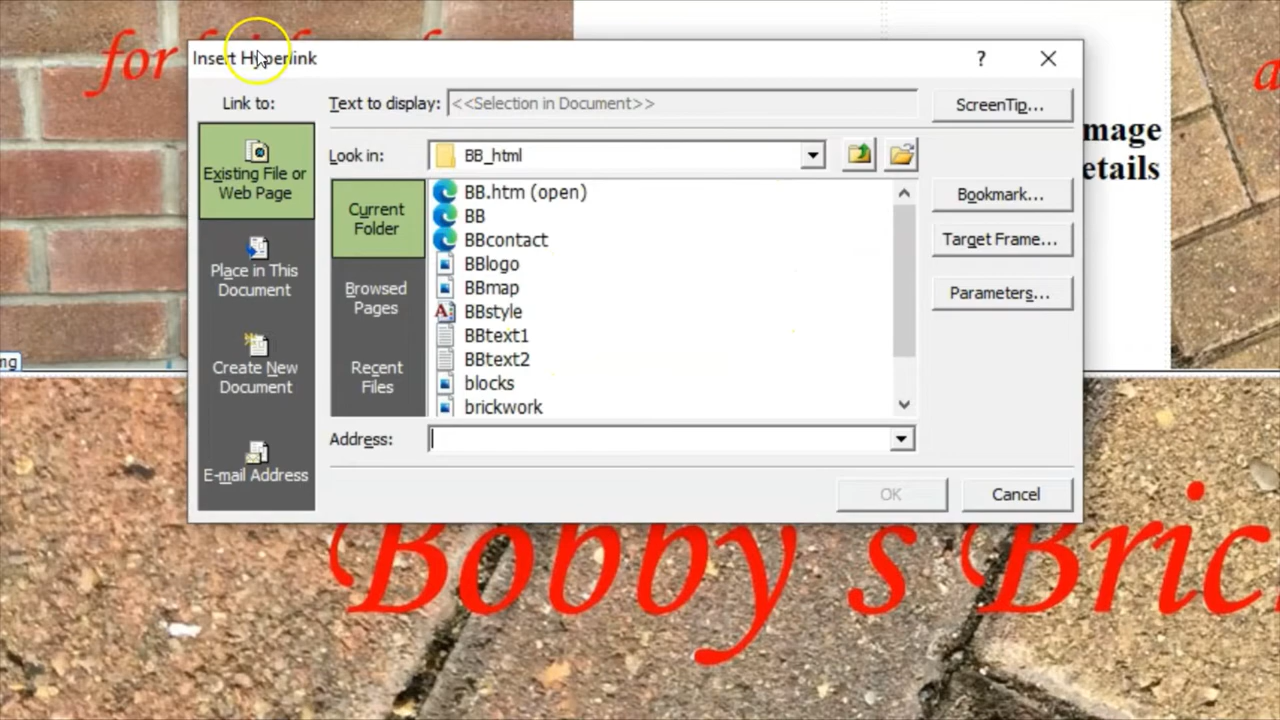 for
Insert Hyperlink
?
Link to:
Text to display:
<<Selection in Document>>
ScreenTip...
Existing File or
Web Page
Look in:
BB_html
Current
Folder
BB.htm (open)
BB
BBcontact
BBlogo
BBmap
BBstyle
BBtext1
BBtext2
blocks
brickwork
Bookmark...
Target Frame...
Parameters...
Place in This
Document
Browsed
Pages
Create New
Document
Recent
Files
E-mail Address
Address:
OK
Cancel
mage
etails
a
mg
Bobby s Bric